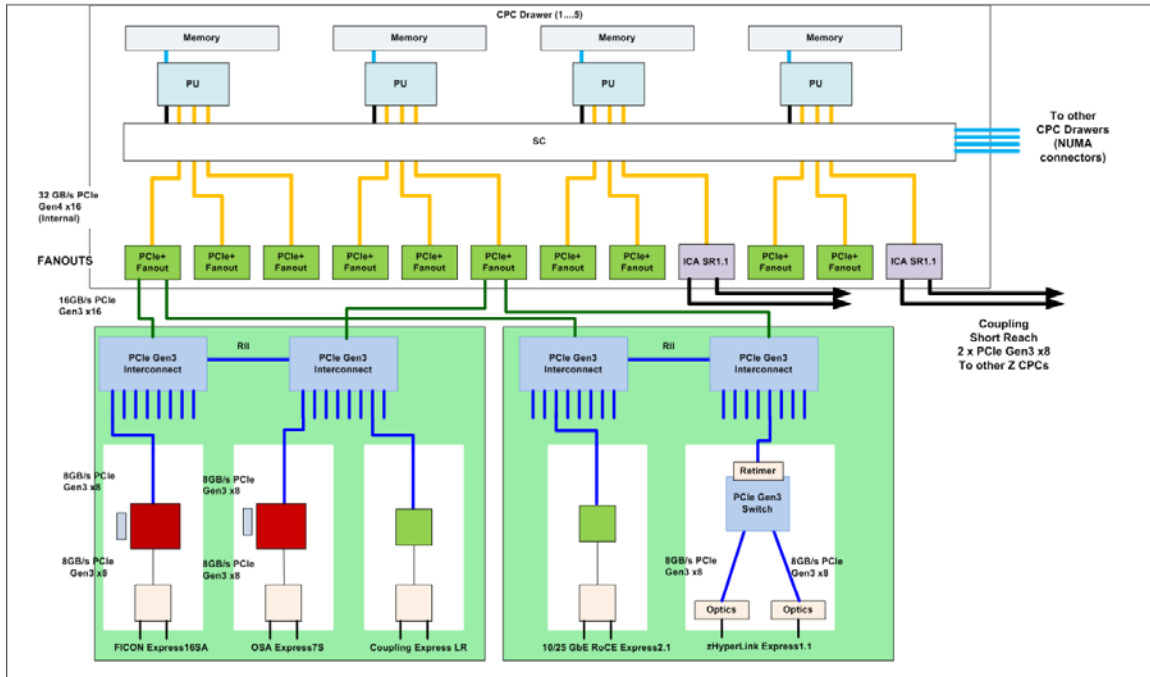 CPC Drawer (1....5)
Memory
Memory
Memory
Memory
PU
PU
PU
PU
SC
To other
CPC Drawers
(NUMA
connectors)
32 GB/s PCIe
Gen4 x16
(Internal)
FANOUTS
PCIe+
Fanout
PCIe+
Fanout
PCIe+
Fanout
PCIe+
Fanout
PCIe+
Fanout
PCIe+
Fanout
PCIe+
Fanout
PCIe+
Fanout
ICA SR1.1
PCIe+
Fanout
PCIe+
Fanout
ICA SR1.1
16GB/s PCIe
Gen3 x16
Coupling
Short Reach
2 x PCIe Gen3 x8
To other Z CPCs
PCIe Gen3
Interconnect
RII
PCIe Gen3
Interconnect
PCIe Gen3
Interconnect
RII
PCIe Gen3
Interconnect
8GB/s PCIe
Gen3 x8
8GB/s PCIe
Gen3 x8
8GB/s PCIe
Gen3 x8
8GB/s PCIe
Gen3 x8
Retimer
PCIe Gen3
Switch
8GB/s PCIe
Gen3 x8
8GB/s PCIe
Gen3 x8
Optics
Optics
FICON Express16SA
OSA Express7S
Coupling Express LR
10/25 GbE RoCE Express2.1
zHyperLink Express1.1